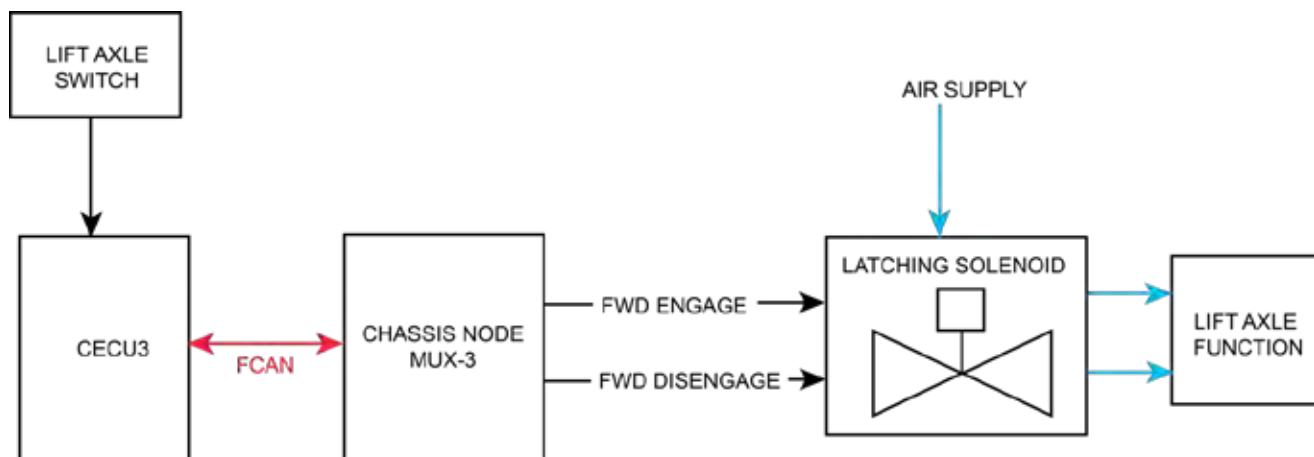 LIFT AXLE
SWITCH
AIR SUPPLY
CECU3
FCAN
CHASSIS NODE
MUX-3
FWD ENGAGE
FWD DISENGAGE
LATCHING SOLENOID
LIFT AXLE
FUNCTION